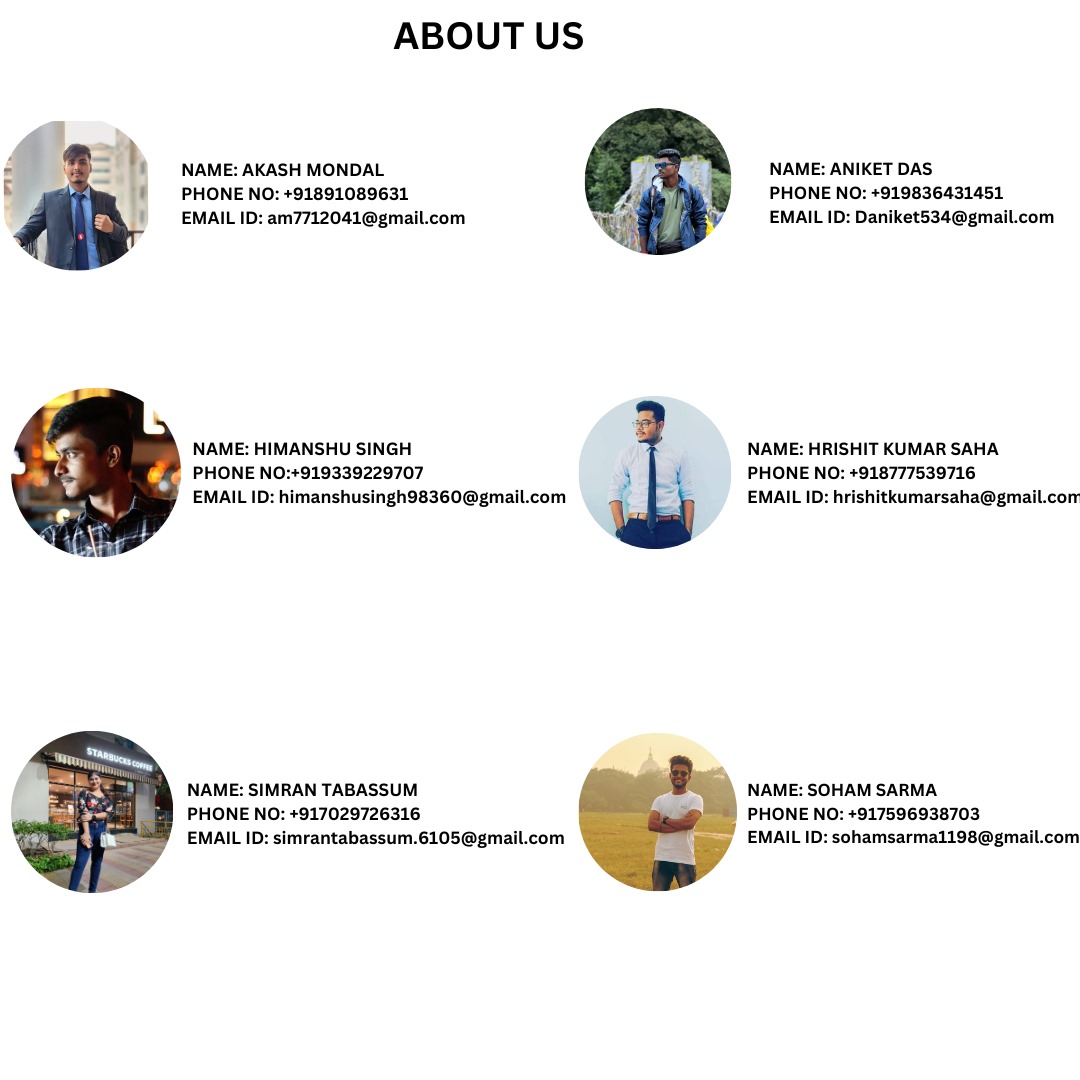 ABOUT US
NAME: AKASH MONDAL
PHONE NO: +91891089631
EMAIL ID: am7712041@gmail.com
NAME: ANIKET DAS
PHONE NO: +919836431451
EMAIL ID: Daniket534@gmail.com
NAME: HIMANSHU SINGH
PHONE NO:+919339229707
EMAIL ID: himanshusingh98360@gmail.com
NAME: HRISHIT KUMAR SAHA
PHONE NO: +918777539716
EMAIL ID: hrishitkumarsaha@gmail.com
STARBUCKS COFFEE
NAME: SIMRAN TABASSUM
PHONE NO: +917029726316
EMAIL ID: simrantabassum.6105@gmail.com
NAME: SOHAM SARMA
PHONE NO: +917596938703
EMAIL ID: sohamsarma1198@gmail.com